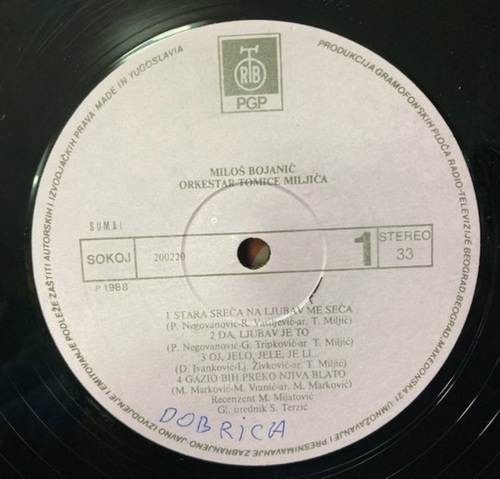 RTB
PGP
PRODUKCIJA GRAMOFONSKIH PLOČA RADIO-TELEVIZIJE BEOGRAD, BEOGRAD, MAKEDONSKA 21 UMNOŽAVANJE I PRESNIMAVANJE ZABRANJENO-JAVNO IZVODJENJE I EMITOVANJE PODLEŽE ZAŠTITI AUTORSKIH I IZVODJAČKIH PRAVA. MADE IN YUGOSLAVIA
MILOŠ BOJANIĆ
ORKESTAR TOMICE MILJIĆA
SUMAJ
SOKOJ
200220
1
STEREO
33
P 1988
1 STARA SREĆA NA LJUBAV ME SEĆA
(P. Negovanović-R. Vasiljević-ar. T. Miljić)
2 DA, LJUBAV JE TO
(P. Negovanović-G. Tripković-ar T. Miljić)
3 OJ, JELO, JELE, JE LI...
(D. Ivanković-Lj. Živković-ar T. Miljić)
4 GAZIO BIH PREKO NJIVA BLATO
(M. Marković-M. Vranić-ar. M. Marković)
Recenzent M. Mijatović
Gl. urednik S. Terzić
DOBRICA